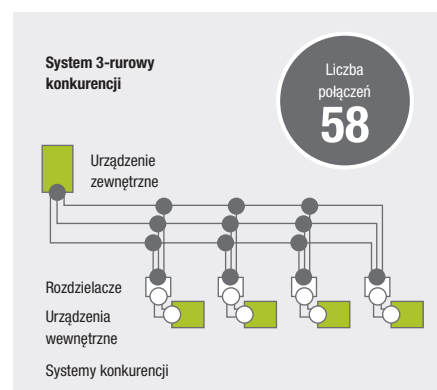 System 3-rurowy
konkurencji
Liczba
połączeń
58
Urządzenie
zewnętrzne
Rozdzielacze
Urządzenia
wewnętrzne
Systemy konkurencji